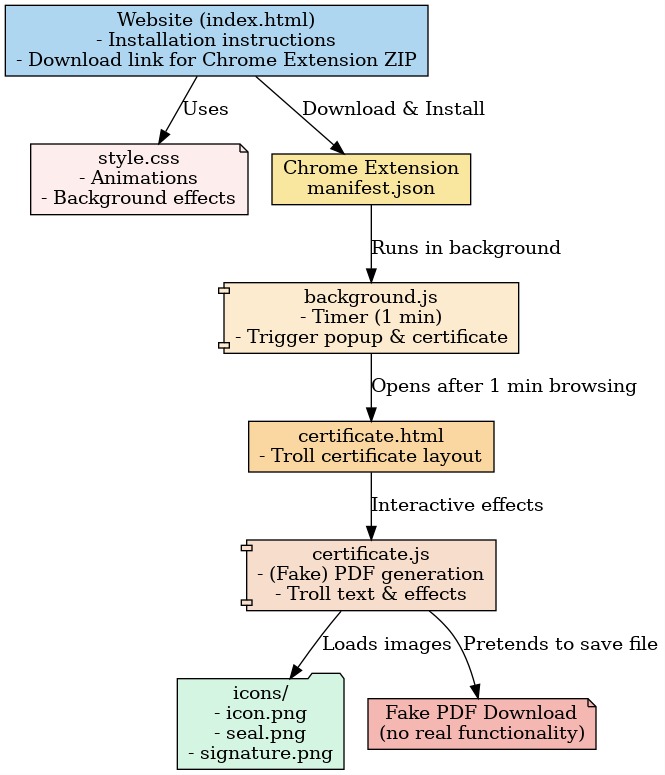 Website (index.html)
- Installation instructions
- Download link for Chrome Extension ZIP
Uses
Download & Install
style.css
- Animations
- Background effects
Chrome Extension
manifest.json
Runs in background
background.js
- Timer (1 min)
- Trigger popup & certificate
Opens after 1 min browsing
certificate.html
- Troll certificate layout
Interactive effects
certificate.js
- (Fake) PDF generation
- Troll text & effects
Loads images
Pretends to save file
icons/
- icon.png
- seal.png
- signature.png
Fake PDF Download
(no real functionality)